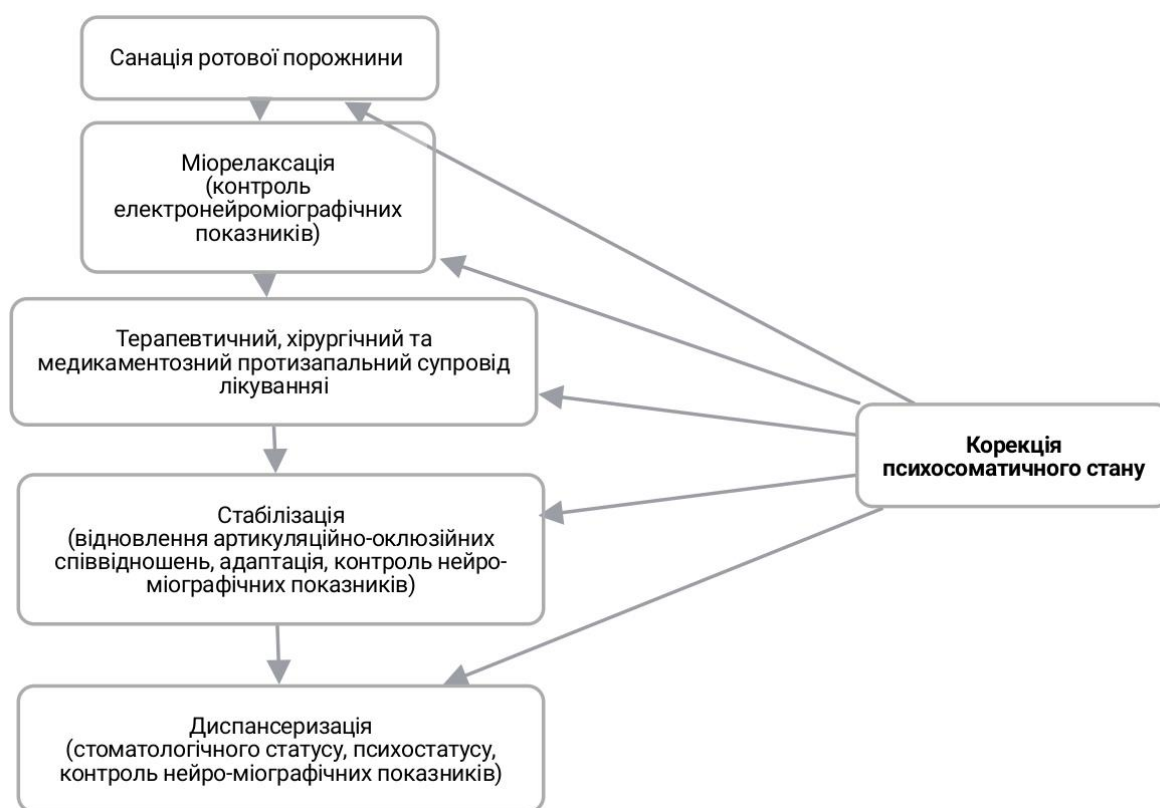 Санація ротової порожнини
Міорелаксація
(контроль
електронейроміографічних
показників)
Терапевтичний, хірургічний та
медикаментозний протизапальний супровід
лікуванняі
Стабілізація
(відновлення артикуляційно-оклюзійних
співвідношень, адаптація, контроль нейро-
міографічних показників)
Диспансеризація
(стоматологічного статусу, психостатусу,
контроль нейро-міографічних показників)
Корекція
психосоматичного стану